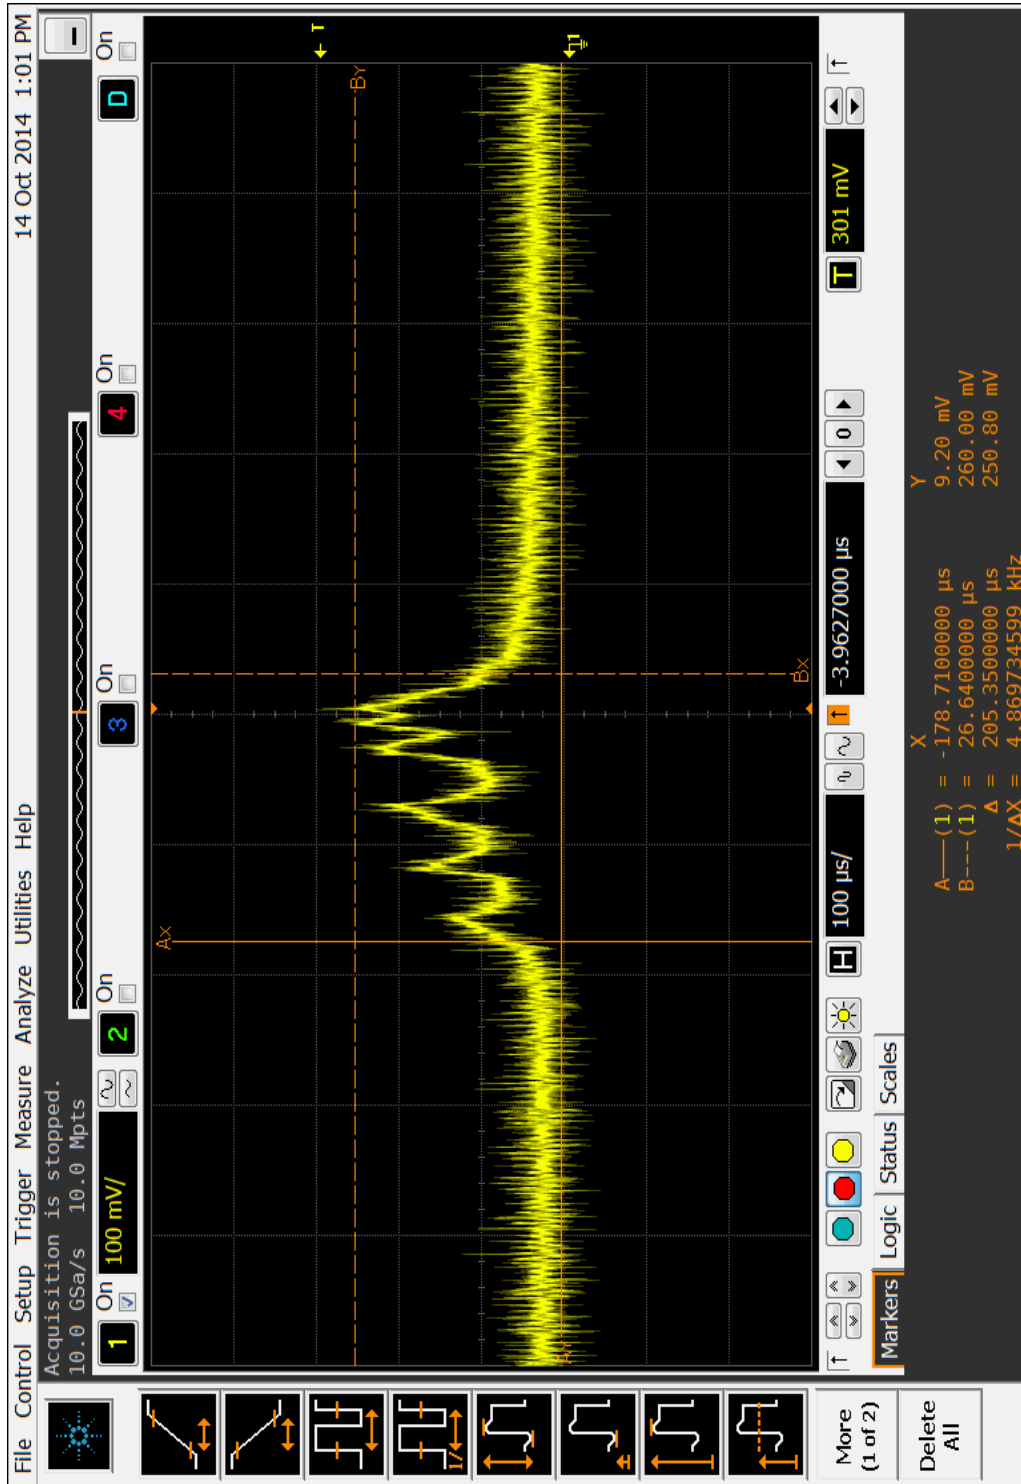 File Control Setup Trigger Measure Analyze Utilities Help 14 Oct 2014 1:01 PM
Acquisition is stopped.
10.0 GSa/s 10.0 Mpts
1 On 100 mV/ 2 On 3 On 4 On D On
Ax
T
By
1
Ay
Bx
1/
More
(1 of 2)
Delete
All
H 100 µs/ -3.9627000 µs 0 T 301 mV
Markers Logic Status Scales
X Y
A—(1) = -178.7100000 µs 9.20 mV
B---(1) = 26.6400000 µs 260.00 mV
Δ = 205.3500000 µs 250.80 mV
1/ΔX = 4.869734599 kHz